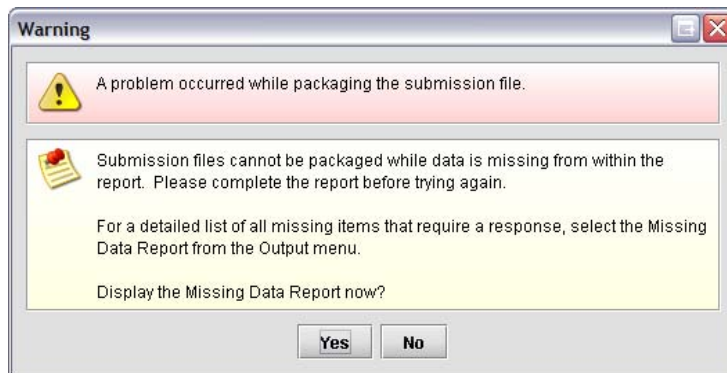 Warning
A problem occurred while packaging the submission file.
Submission files cannot be packaged while data is missing from within the
report.  Please complete the report before trying again.
For a detailed list of all missing items that require a response, select the Missing
Data Report from the Output menu.
Display the Missing Data Report now?
Yes No